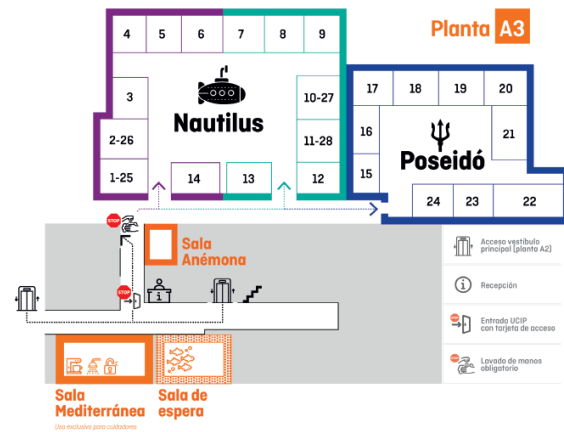 Planta A3
4 5 6 7 8 9
3
10-27
Nautilus
2-26
11-28
1-25
14
13
12
17 18 19 20
16
21
Poseidó
15
24 23 22
STOP
Sala
Anémona
STOP
i
Sala
Mediterránea
Uso exclusivo para cuidadores
Sala de
espera
Acceso vestíbulo
principal (planta A2)
i
Recepción
Entrada UCIP
con tarjeta de acceso
Lavado de manos
obligatorio